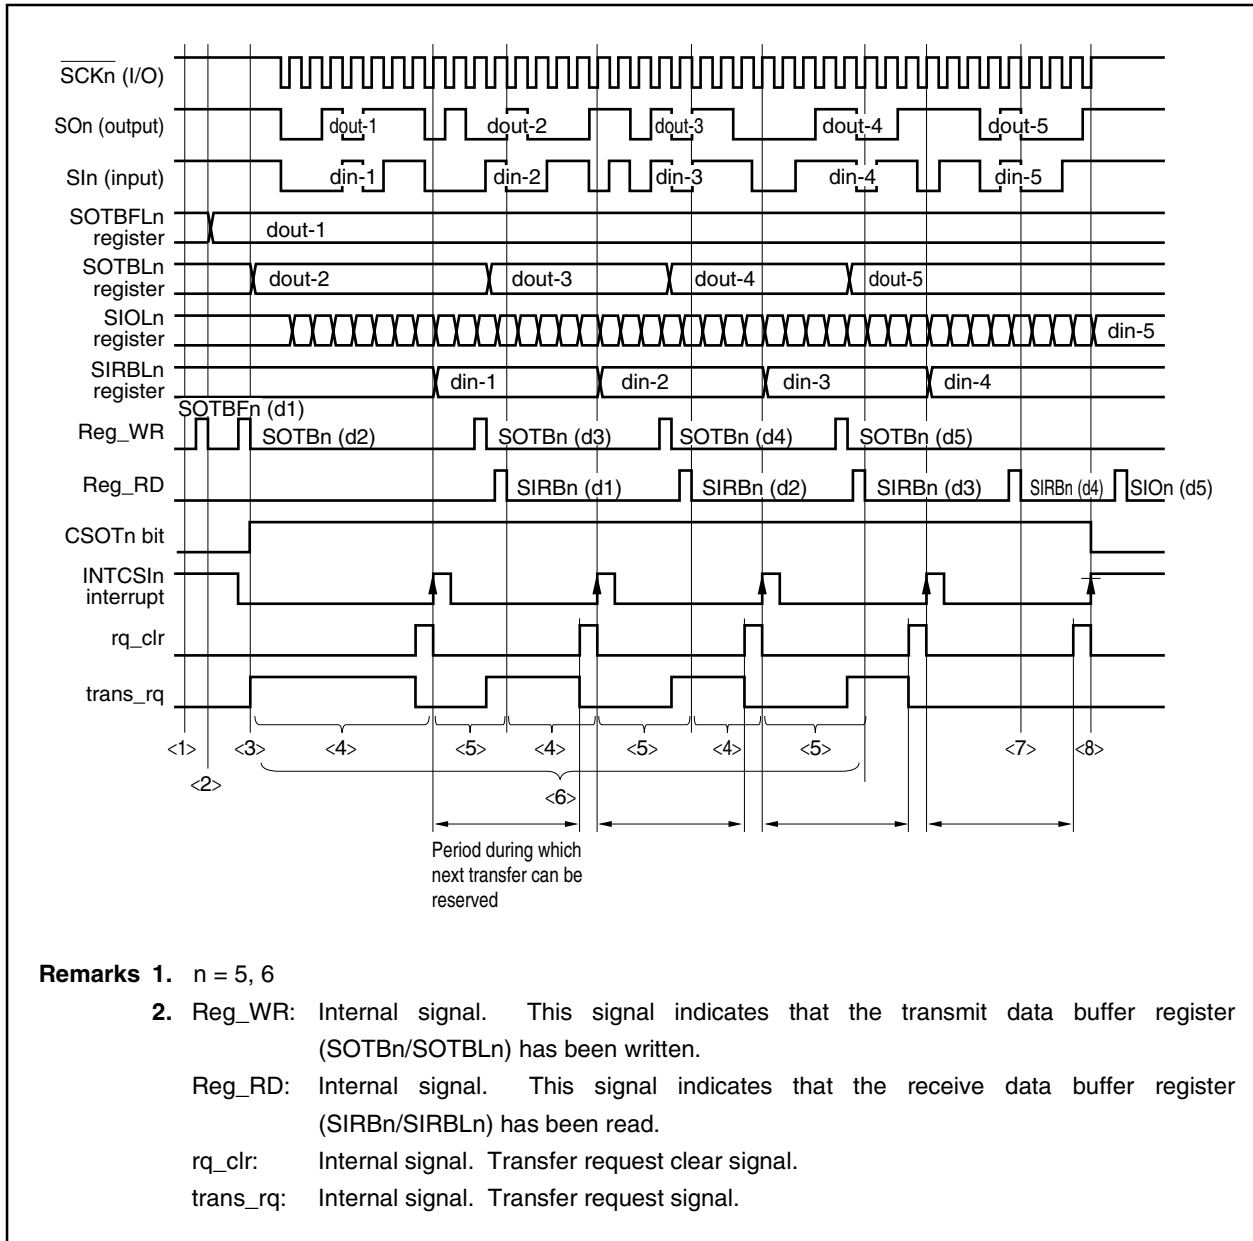 SCKn (I/O)
SOn (output) dout-1 dout-2 dout-3 dout-4 dout-5
SIn (input) din-1 din-2 din-3 din-4 din-5
SOTBFLn
register dout-1
SOTBLn
register dout-2 dout-3 dout-4 dout-5
SIOLn
register din-5
SIRBLn
register din-1 din-2 din-3 din-4
SOTBFn (d1)
Reg_WR SOTBn (d2) SOTBn (d3) SOTBn (d4) SOTBn (d5)
Reg_RD SIRBn (d1) SIRBn (d2) SIRBn (d3) SIRBn (d4) SIOn (d5)
CSOTn bit
INTCSIn
interrupt
rq_clr
trans_rq
<1> <3> <4> <5> <4> <5> <4> <5> <7> <8>
<2> <6>
Period during which
next transfer can be
reserved
Remarks 1. n = 5, 6
2. Reg_WR: Internal signal. This signal indicates that the transmit data buffer register
(SOTBn/SOTBLn) has been written.
Reg_RD: Internal signal. This signal indicates that the receive data buffer register
(SIRBn/SIRBLn) has been read.
rq_clr: Internal signal. Transfer request clear signal.
trans_rq: Internal signal. Transfer request signal.